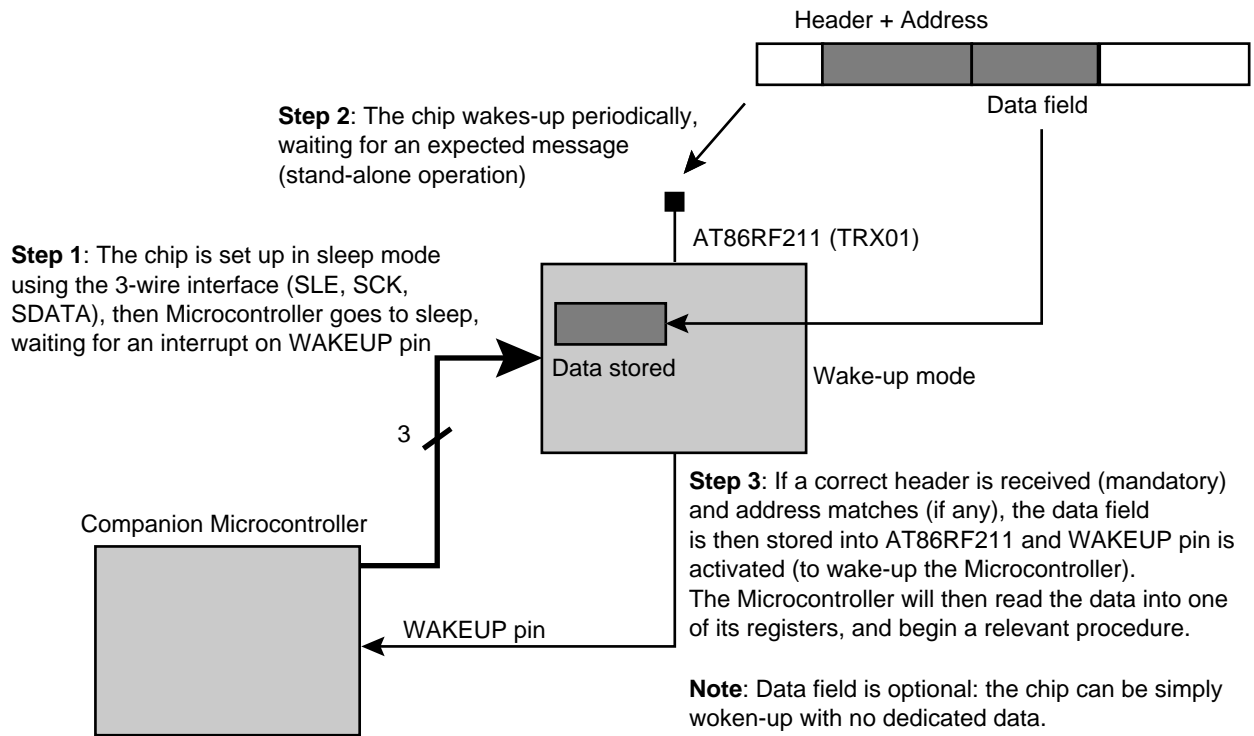 Header + Address
Data field
Step 2: The chip wakes-up periodically,
waiting for an expected message
(stand-alone operation)
AT86RF211 (TRX01)
Step 1: The chip is set up in sleep mode
using the 3-wire interface (SLE, SCK,
SDATA), then Microcontroller goes to sleep,
waiting for an interrupt on WAKEUP pin
Data stored
Wake-up mode
3
Step 3: If a correct header is received (mandatory)
and address matches (if any), the data field
is then stored into AT86RF211 and WAKEUP pin is
activated (to wake-up the Microcontroller).
The Microcontroller will then read the data into one
of its registers, and begin a relevant procedure.
Companion Microcontroller
WAKEUP pin
Note: Data field is optional: the chip can be simply
woken-up with no dedicated data.